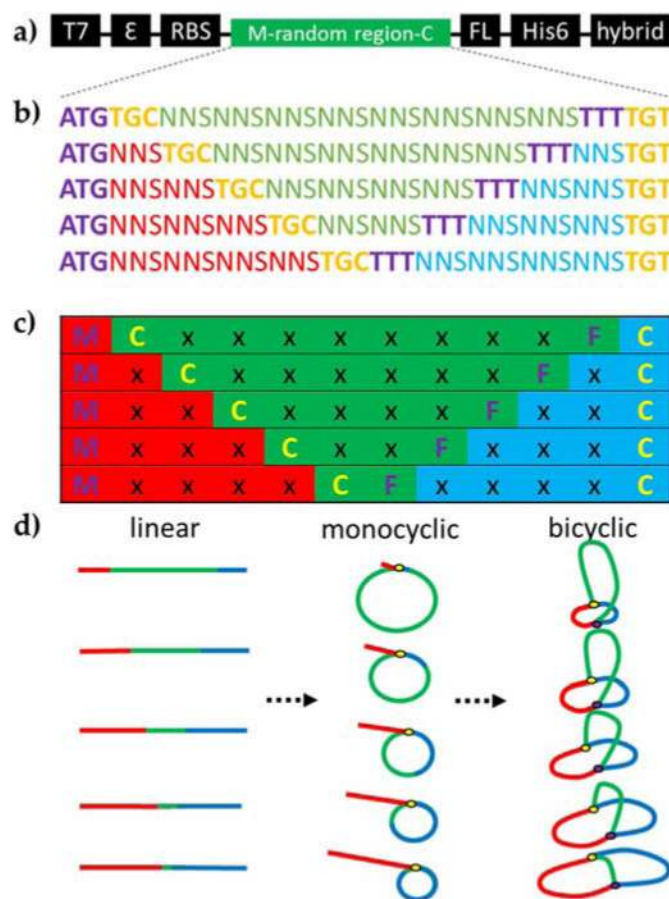 a) T7 ε RBS M-random region-C FL His6 hybrid
b) ATGTGCNNSNNSNNSNNSNNSNNSNNSNNSTTTTGT
ATGNNSTGCNNSNNSNNSNNSNNSNNSTTTNNSTGT
ATGNNSNNSTGCNNSNNSNNSNNSTTTNNSNNSTGT
ATGNNSNNSNNSTGCNNSNNSTTTNNSNNSNNSTGT
ATGNNSNNSNNSNNSTGCTTTNNSNNSNNSNNSTGT
c) M C x x x x x x x x F C
M x C x x x x x x F x C
M x x C x x x x F x x C
M x x x C x x F x x x C
M x x x x C F x x x x C
d) linear monocyclic bicyclic